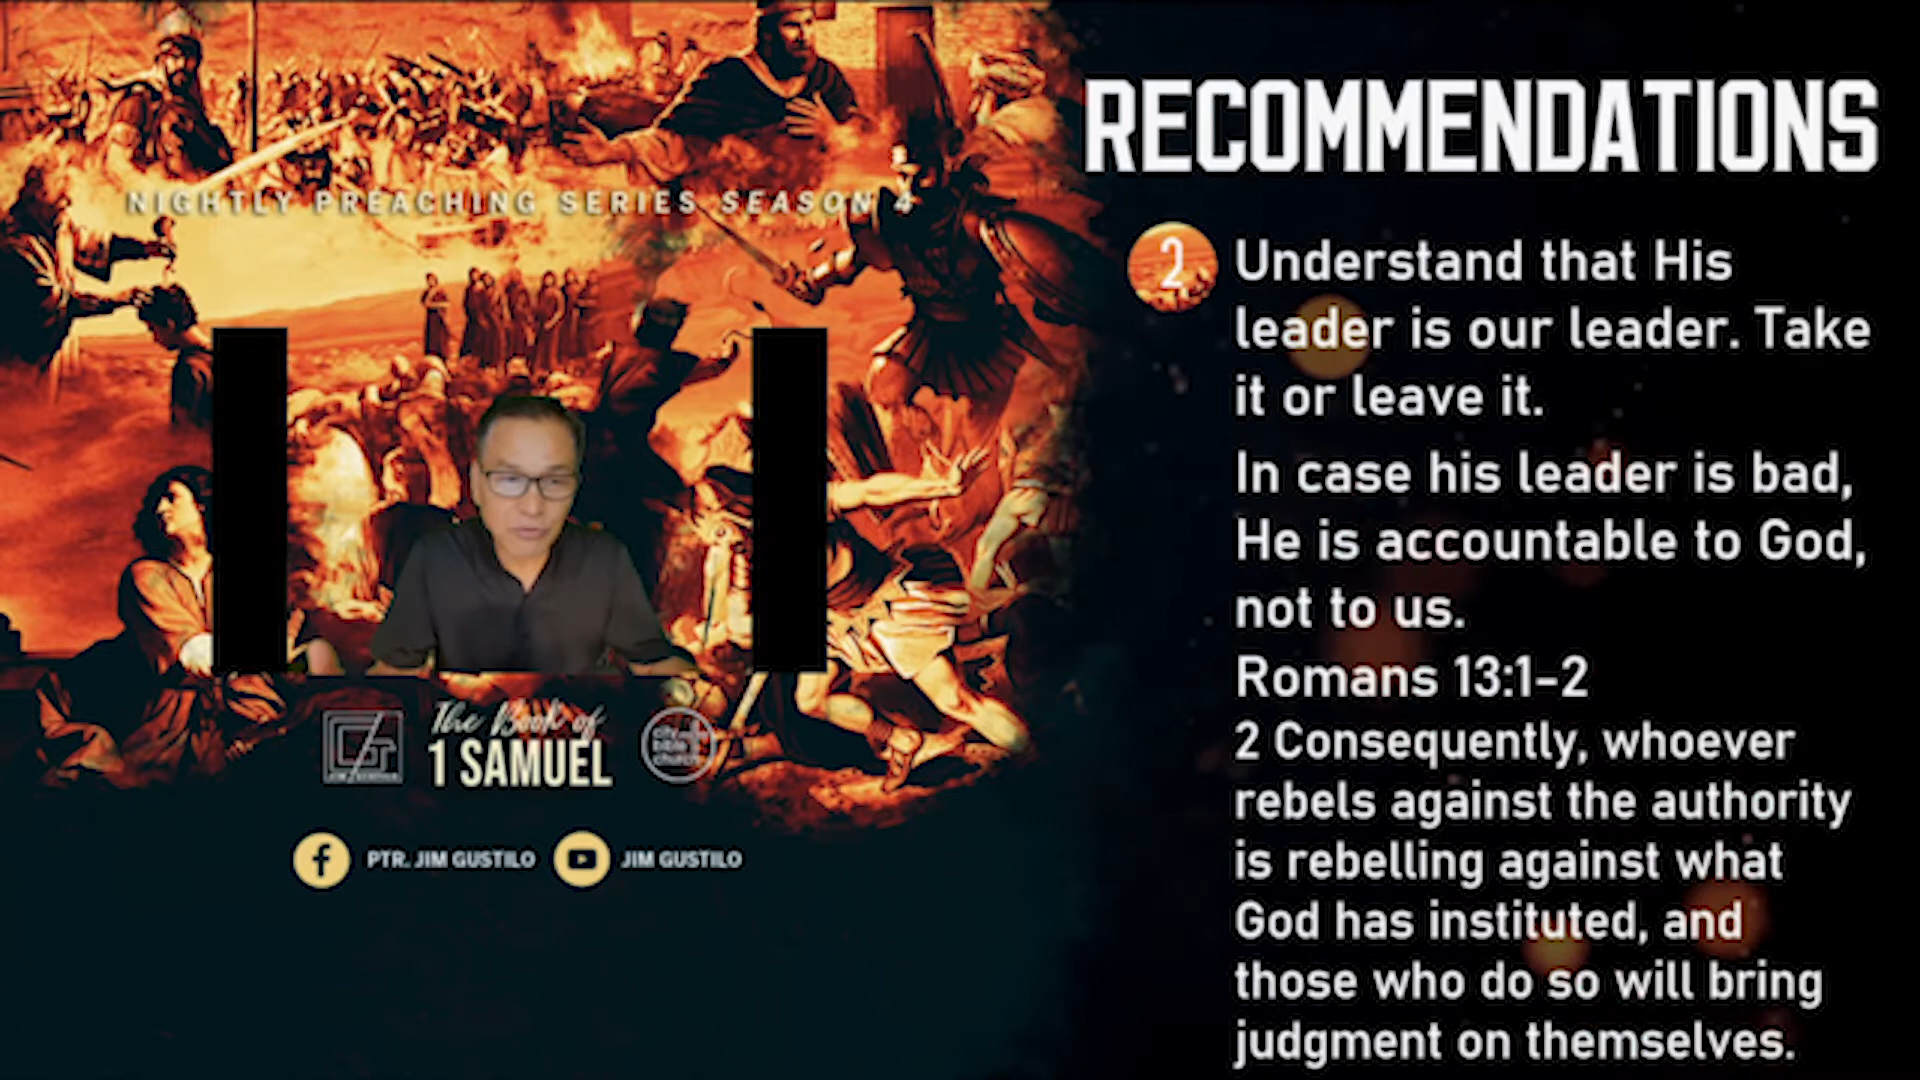 NIGHTLY PREACHING SERIES SEASON 4
The Book of
1 SAMUEL
city
bible
church
PTR. JIM GUSTILO
JIM GUSTILO
RECOMMENDATIONS
2
Understand that His
leader is our leader. Take
it or leave it.
In case his leader is bad,
He is accountable to God,
not to us.
Romans 13:1-2
2 Consequently, whoever
rebels against the authority
is rebelling against what
God has instituted, and
those who do so will bring
judgment on themselves.